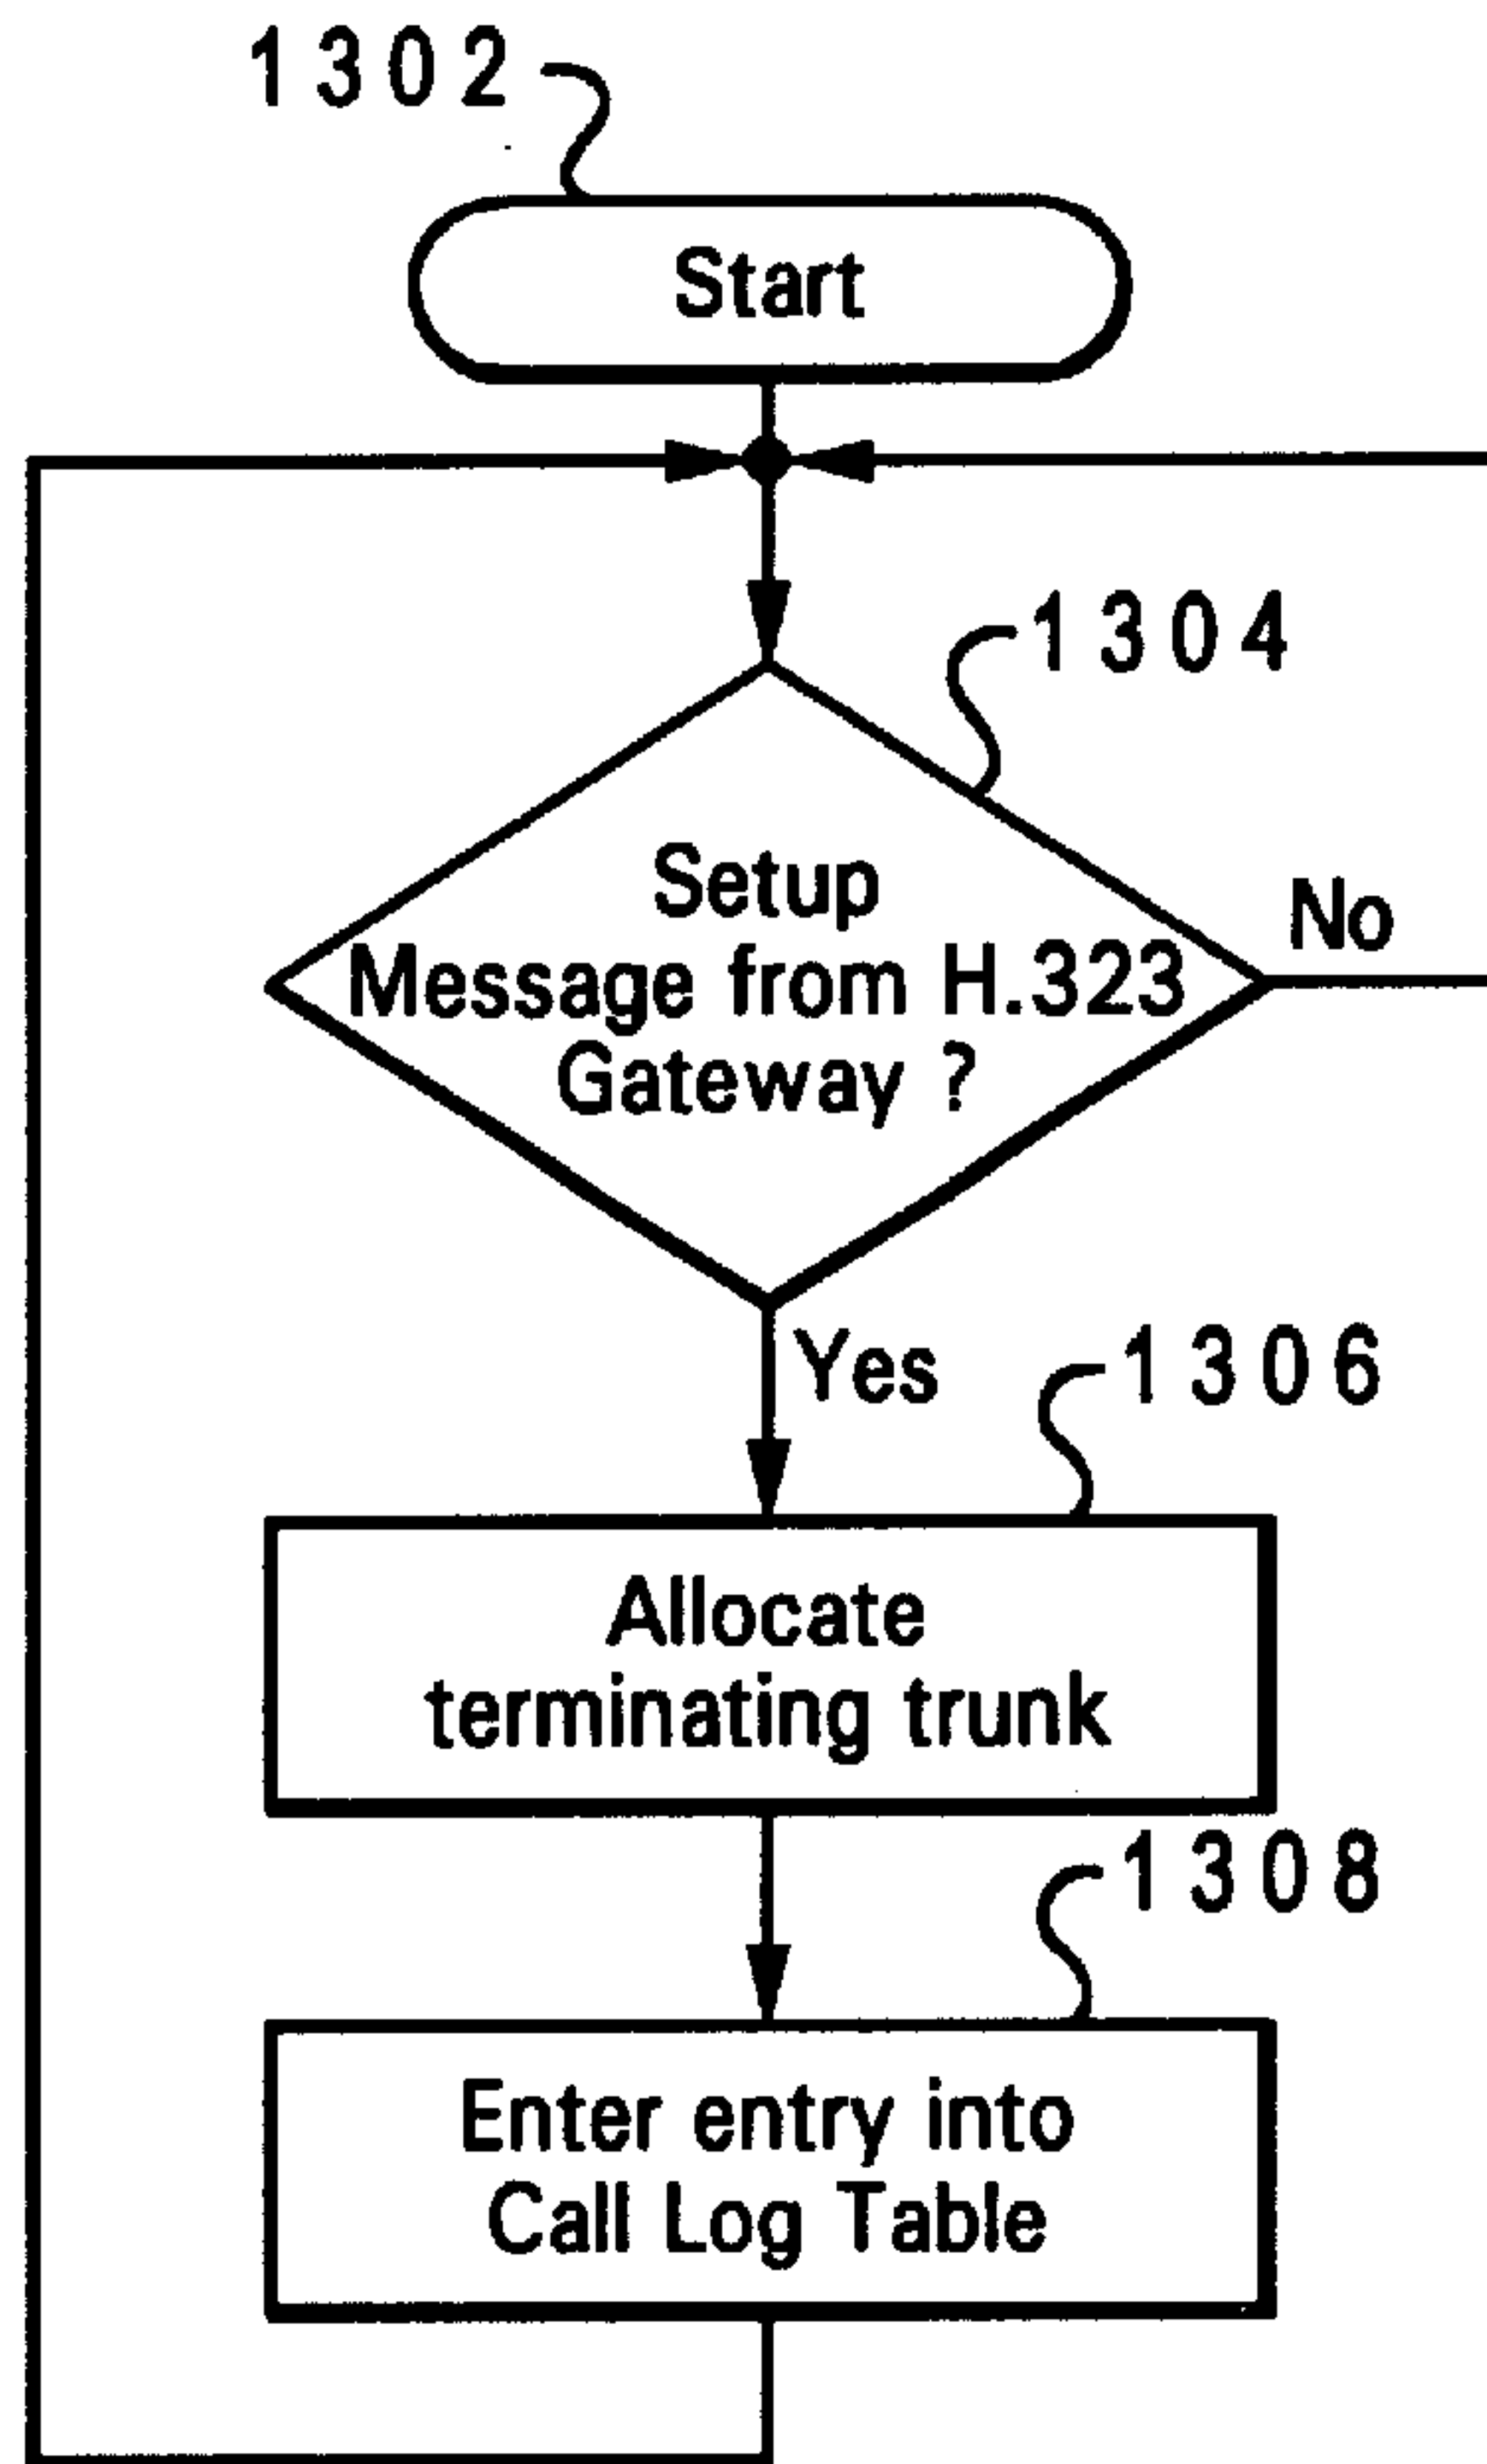 1302
Start
1304
Setup
Message from H.323
Gateway ?
No
Yes
1306
Allocate
terminating trunk
1308
Enter entry into
Call Log Table